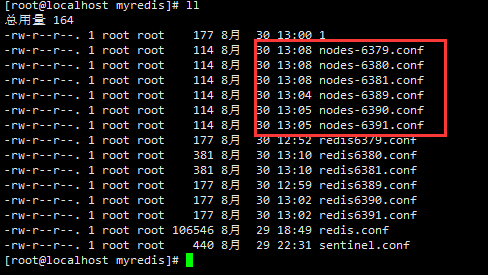 [root@localhost myredis]# ll
总用量 164
-rw-r--r--. 1 root root    177 8月  30 13:00 1
-rw-r--r--. 1 root root    114 8月  30 13:08 nodes-6379.conf
-rw-r--r--. 1 root root    114 8月  30 13:08 nodes-6380.conf
-rw-r--r--. 1 root root    114 8月  30 13:08 nodes-6381.conf
-rw-r--r--. 1 root root    114 8月  30 13:04 nodes-6389.conf
-rw-r--r--. 1 root root    114 8月  30 13:05 nodes-6390.conf
-rw-r--r--. 1 root root    114 8月  30 13:05 nodes-6391.conf
-rw-r--r--. 1 root root    177 8月  30 12:52 redis6379.conf
-rw-r--r--. 1 root root    381 8月  30 13:10 redis6380.conf
-rw-r--r--. 1 root root    381 8月  30 13:10 redis6381.conf
-rw-r--r--. 1 root root    177 8月  30 12:59 redis6389.conf
-rw-r--r--. 1 root root    177 8月  30 13:02 redis6390.conf
-rw-r--r--. 1 root root    177 8月  30 13:02 redis6391.conf
-rw-r--r--. 1 root root 106546 8月  29 18:49 redis.conf
-rw-r--r--. 1 root root    440 8月  29 22:31 sentinel.conf
[root@localhost myredis]#